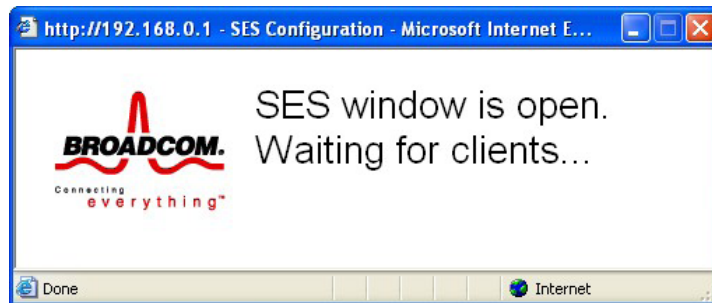 http://192.168.0.1 - SES Configuration - Microsoft Internet E...
BROADCOM.
Connecting
everything™
SES window is open.
Waiting for clients...
Done
Internet